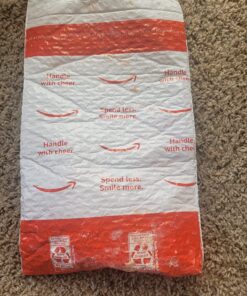 Handle
with cheer.
Handle
with cheer.
Spend less.
Smile more.
Handle
with cheer.
Handle
with cheer.
Spend less.
Smile more.